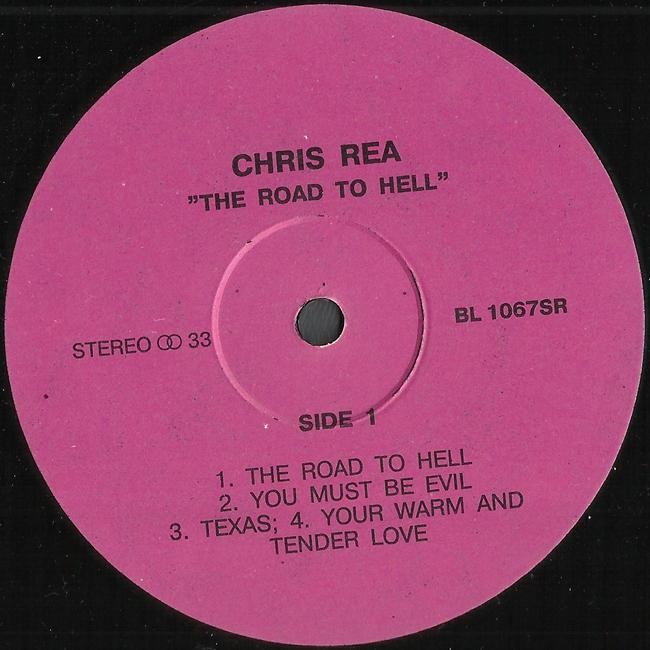 CHRIS REA
”THE ROAD TO HELL”
BL 1067SR
STEREO 33
SIDE 1
1. THE ROAD TO HELL
2. YOU MUST BE EVIL
3. TEXAS; 4. YOUR WARM AND
TENDER LOVE